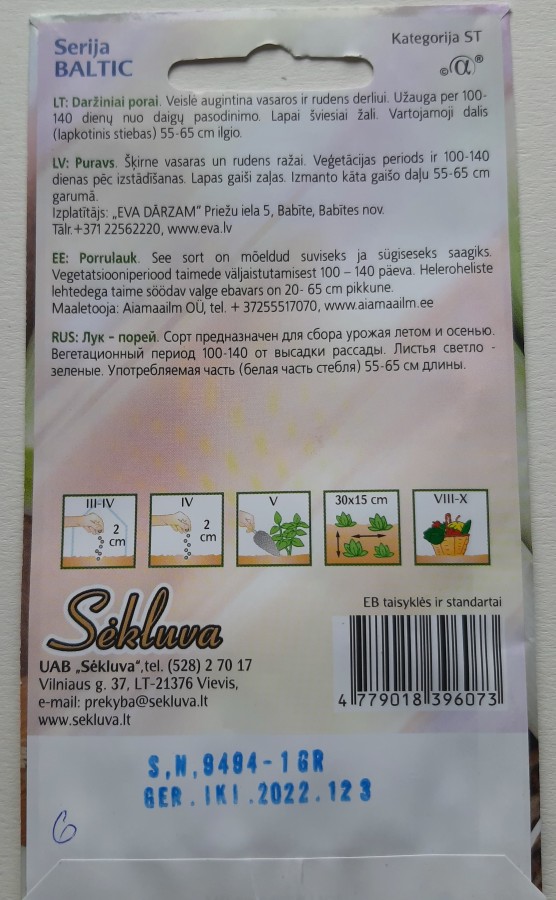 Serija
BALTIC
Kategorija ST
©α®
LT: Daržiniai porai. Veislė augintina vasaros ir rudens derliui. Užauga per 100-
140 dienų nuo daigų pasodinimo. Lapai šviesiai žali. Vartojarnoji dalis
(lapkotinis stiebas) 55-65 cm ilgio.
LV: Puravs. Šķirne vasaras un rudens ražai. Veģetācijas periods ir 100-140
dienas pēc izstādīšanas. Lapas gaiši zaļas. Izmanto kāta gaišo daļu 55-65 cm
garumā.
Izplatītājs: „EVA DĀRZAM” Priežu iela 5, Babīte, Babītes nov.
Tālr.+371 22562220, www.eva.lv
EE: Porrulauk. See sort on mõeldud suviseks ja sügiseseks saagiks.
Vegetatsiooniperiood taimede väljaistutamisest 100 – 140 päeva. Heleroheliste
lehtedega taime söödav valge ebavars on 20- 65 cm pikkune.
Maaletooja: Aiamaailm OÜ, tel. + 37255517070, www.aiamaailm.ee
RUS: Лук - порей. Сорт предназначен для сбора урожая летом и осенью.
Вегетационный период 100-140 от высадки рассады. Листья светло -
зеленые. Употребляемая часть (белая часть стебля) 55-65 см длины.
III-IV
2
cm
IV
2
cm
V
30x15 cm
VIII-X
Sėkluva
EB taisyklės ir standartai
UAB „Sėkluva“,tel. (528) 2 70 17
Vilniaus g. 37, LT-21376 Vievis,
e-mail: prekyba@sekluva.lt
www.sekluva.lt
4 779018 396073
S,N,9494-1GR
GER.IKI.2022.123
6